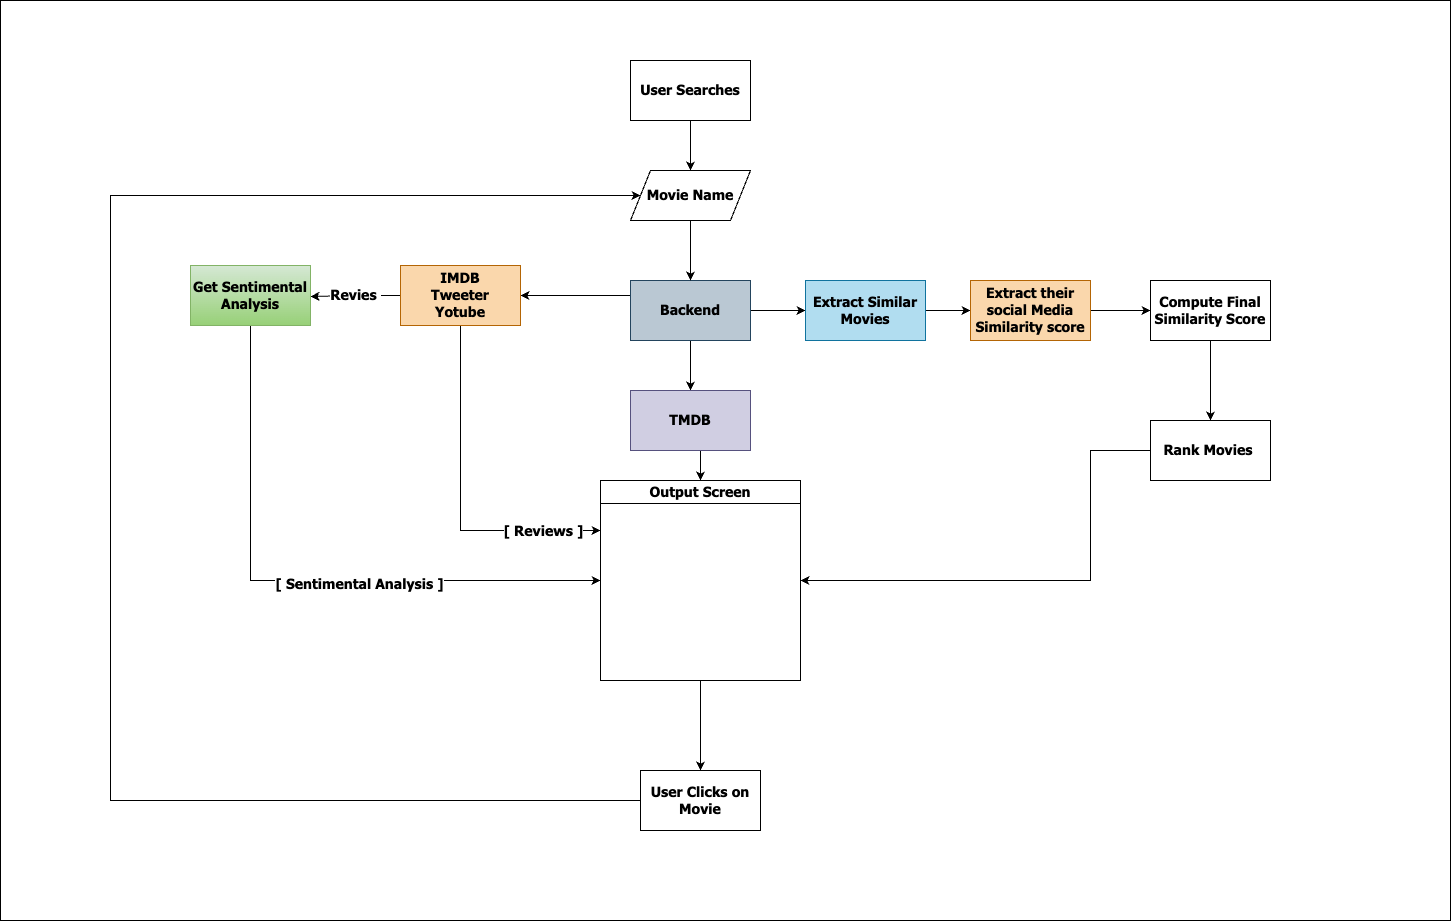 User Searches
Movie Name
Get Sentimental
Analysis
Revies
IMDB
Tweeter
Yotube
Backend
Extract Similar
Movies
Extract their
social Media
Similarity score
Compute Final
Similarity Score
TMDB
Rank Movies
Output Screen
[ Reviews ]
[ Sentimental Analysis ]
User Clicks on
Movie